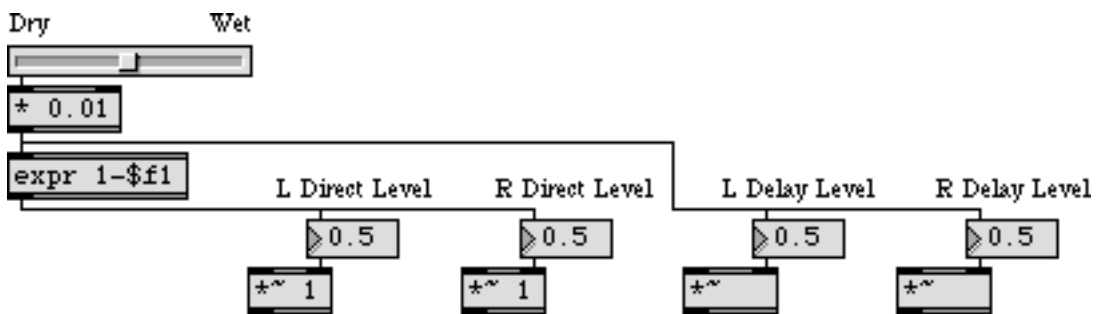 Dry Wet
* 0.01
expr 1-$f1
L Direct Level R Direct Level L Delay Level R Delay Level
0.5 0.5 0.5 0.5
*~ 1 *~ 1 *~ *~